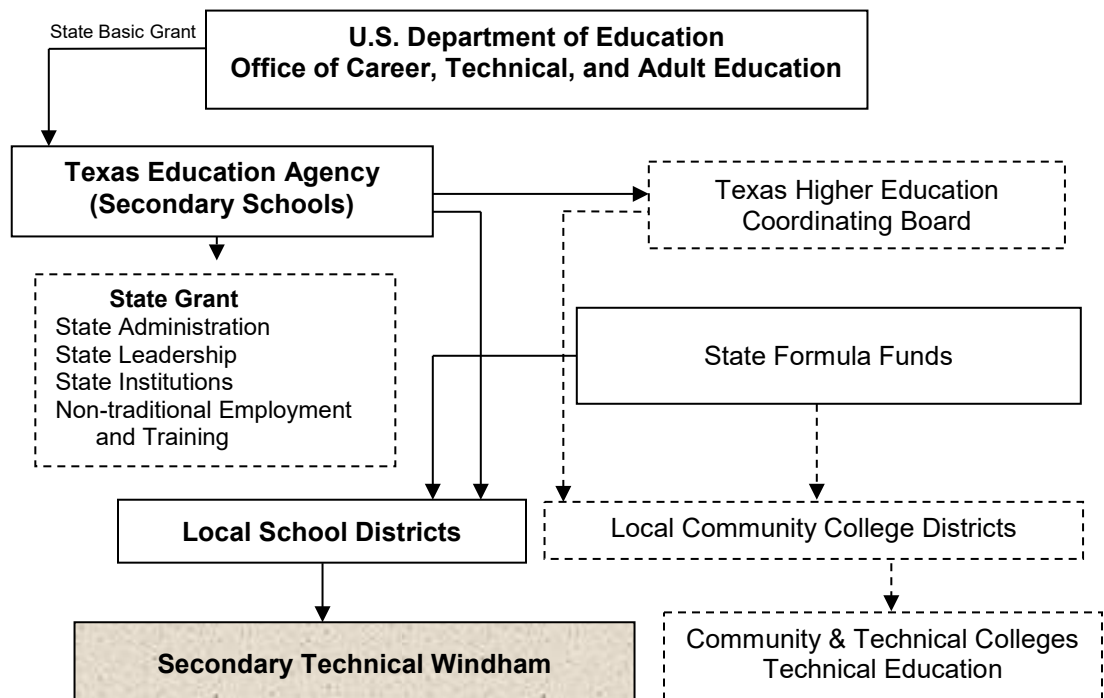 State Basic Grant
U.S. Department of Education
Office of Career, Technical, and Adult Education
Texas Education Agency
(Secondary Schools)
Texas Higher Education
Coordinating Board
State Grant
State Administration
State Leadership
State Institutions
Non-traditional Employment
and Training
State Formula Funds
Local School Districts
Local Community College Districts
Secondary Technical Windham
Community & Technical Colleges
Technical Education